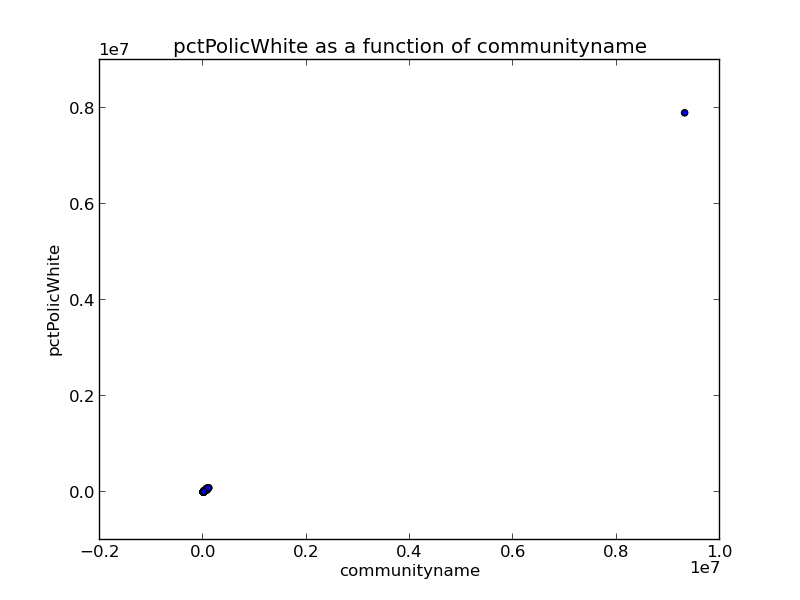 pctPolicWhite as a function of communityname
1e7
0.8
0.6
0.4
0.2
0.0
pctPolicWhite
−0.2 0.0 0.2 0.4 0.6 0.8 1.0
1e7
communityname